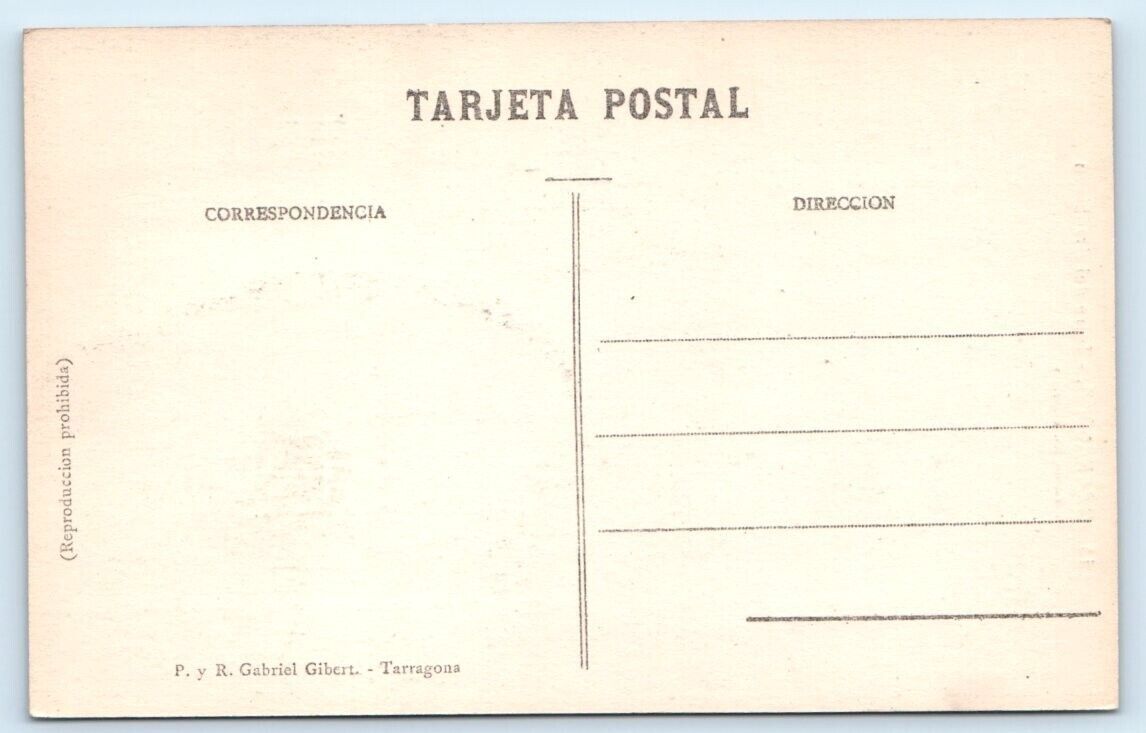 TARJETA POSTAL
CORRESPONDENCIA
DIRECCION
(Reproduccion prohibida)
P. y R. Gabriel Gibert. - Tarragona